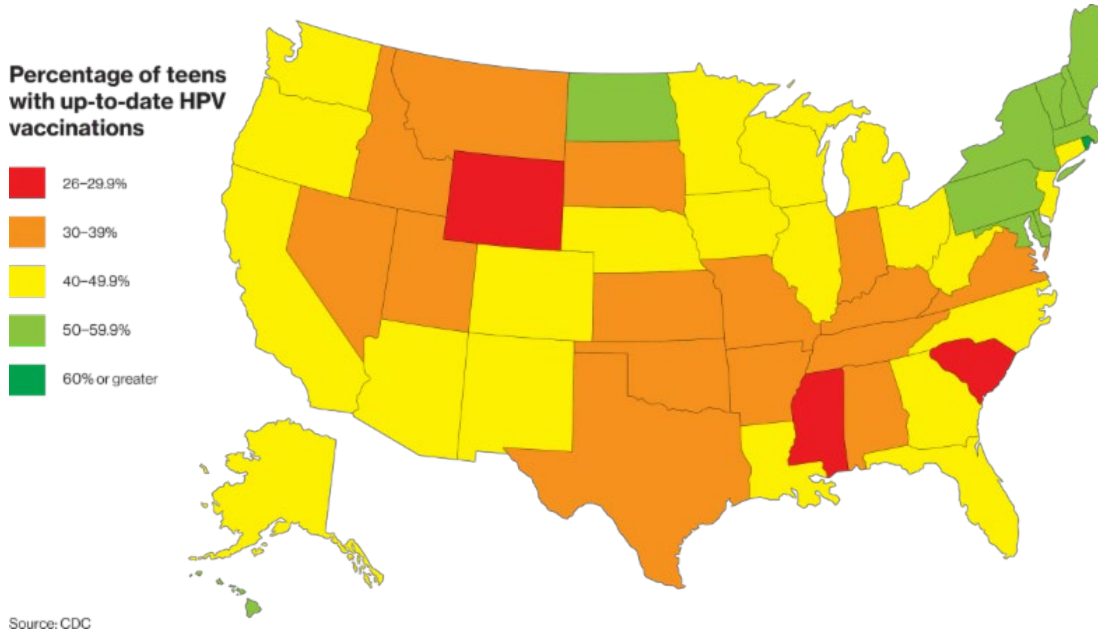 Percentage of teens
with up-to-date HPV
vaccinations
26–29.9%
30–39%
40–49.9%
50–59.9%
60% or greater
Source: CDC